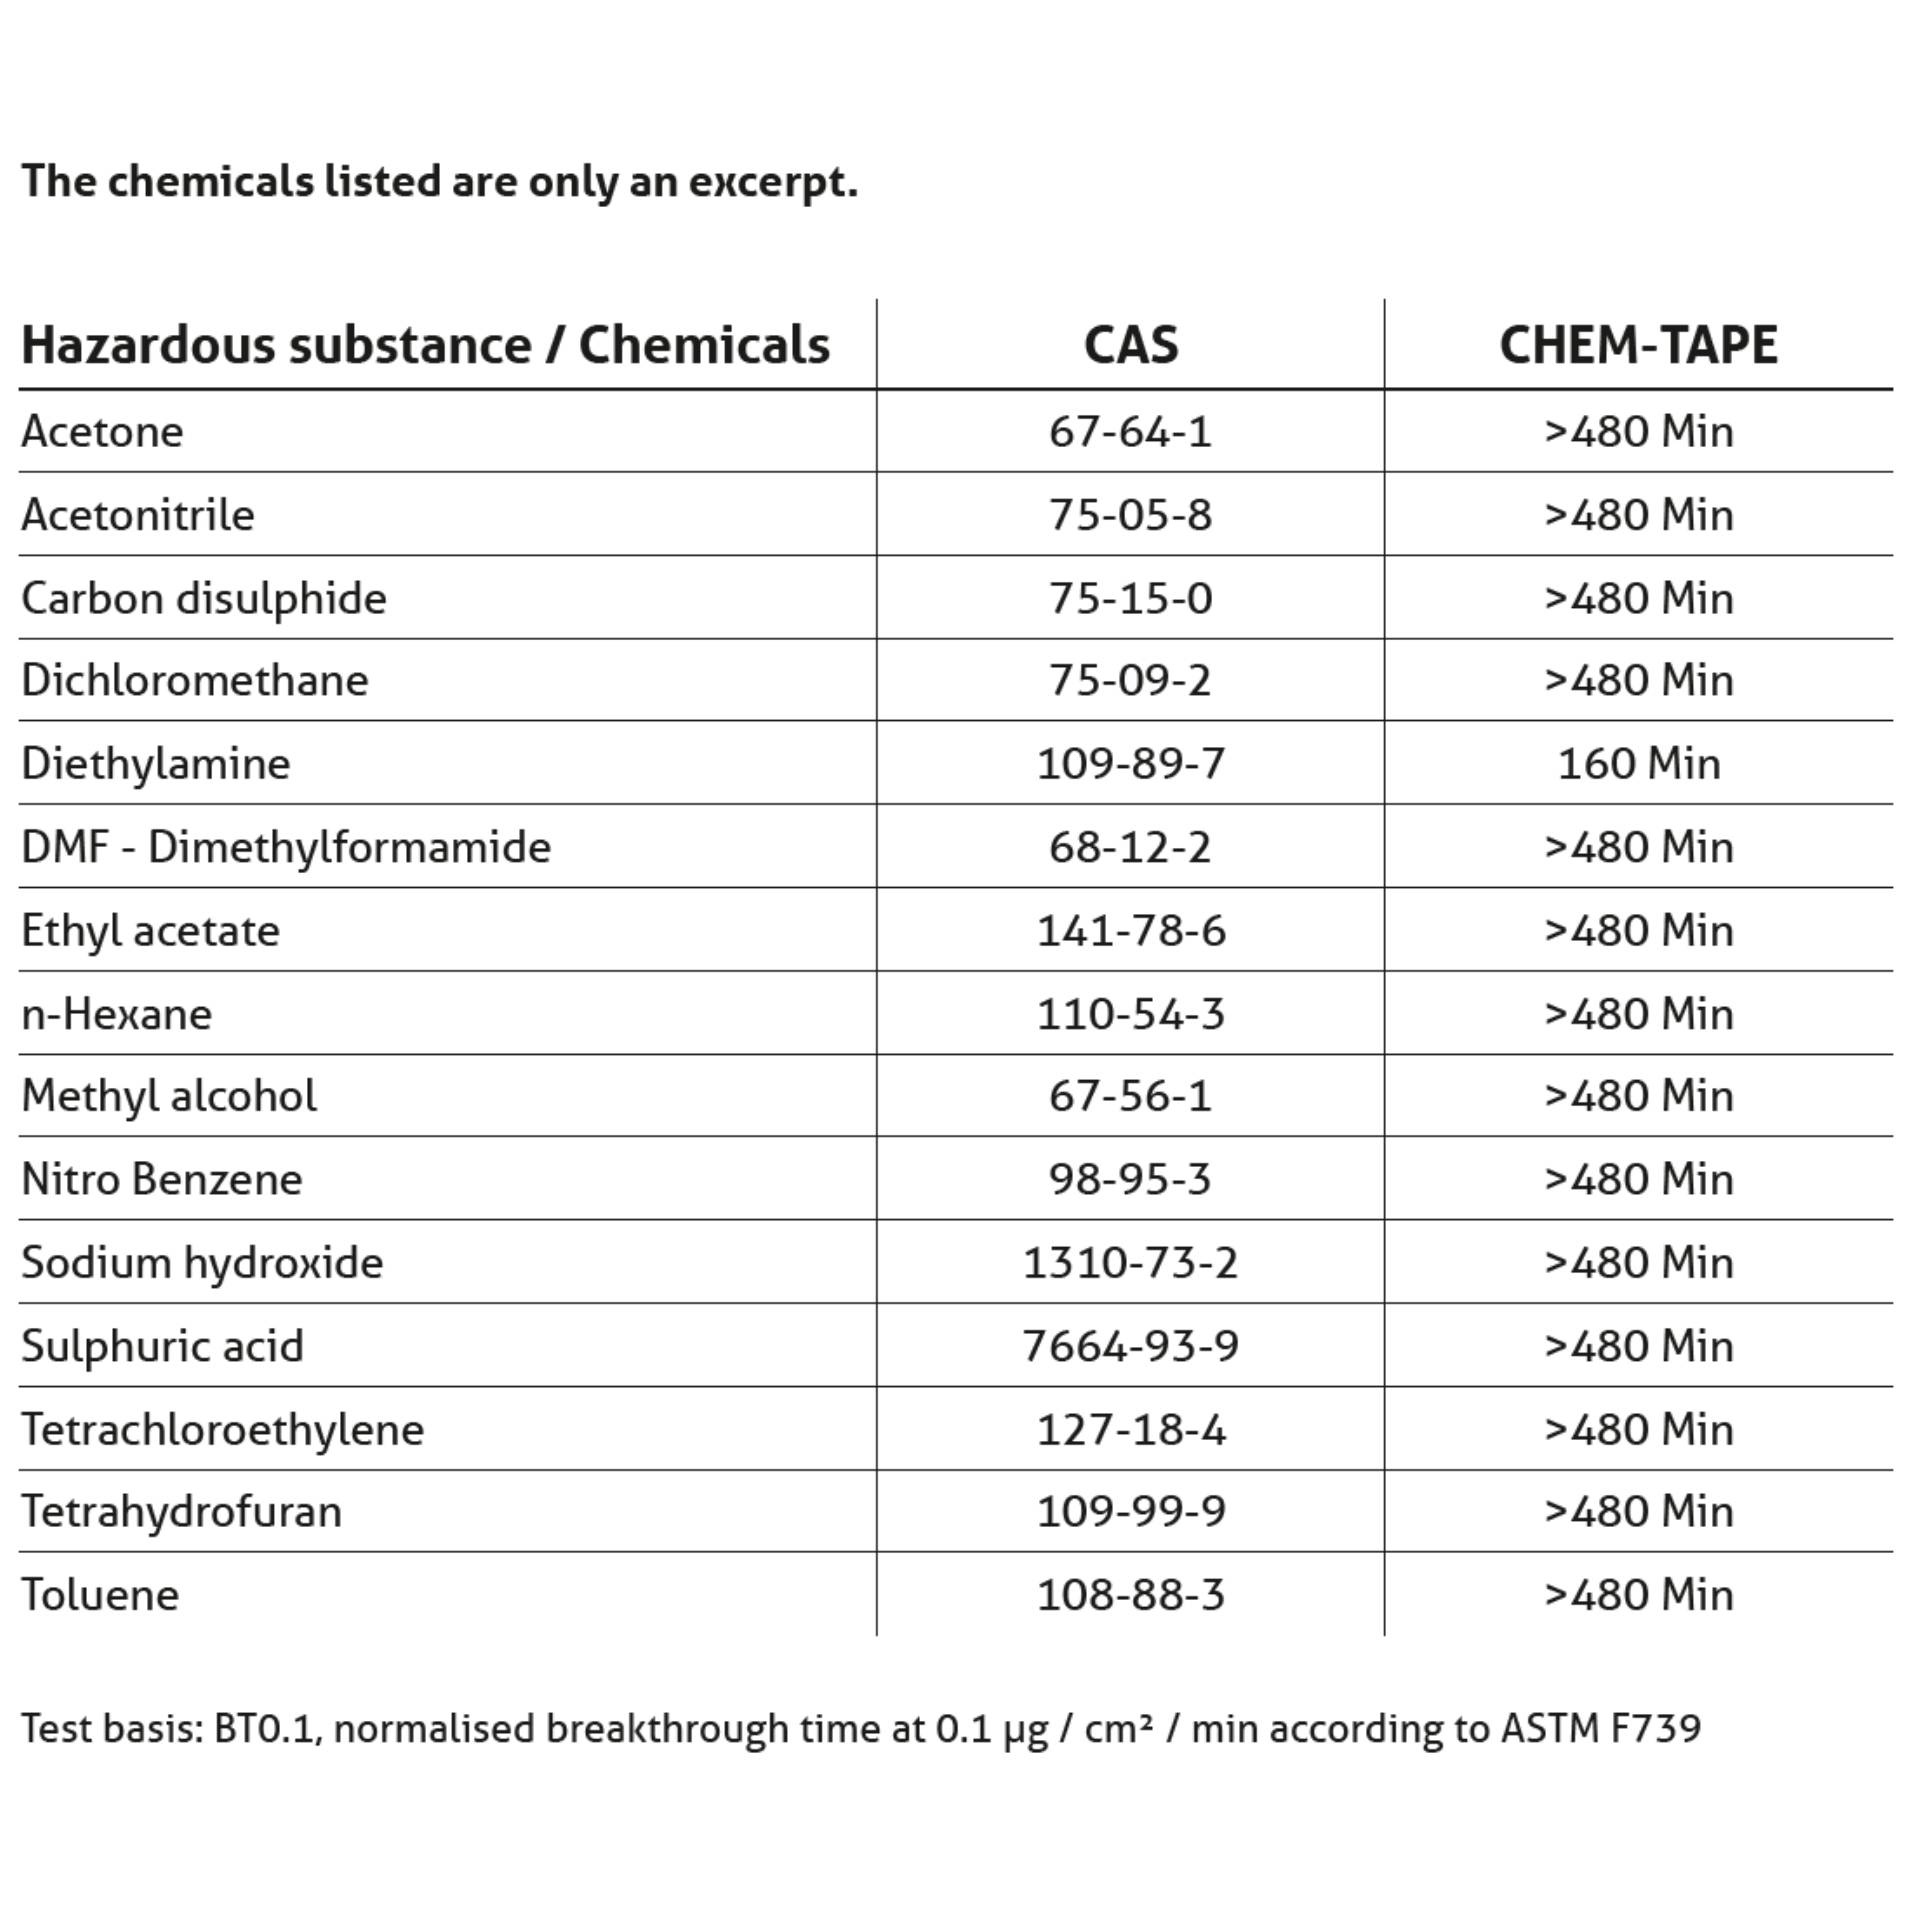 The chemicals listed are only an excerpt.
Hazardous substance / Chemicals CAS CHEM-TAPE
Acetone 67-64-1 >480 Min
Acetonitrile 75-05-8 >480 Min
Carbon disulphide 75-15-0 >480 Min
Dichloromethane 75-09-2 >480 Min
Diethylamine 109-89-7 160 Min
DMF - Dimethylformamide 68-12-2 >480 Min
Ethyl acetate 141-78-6 >480 Min
n-Hexane 110-54-3 >480 Min
Methyl alcohol 67-56-1 >480 Min
Nitro Benzene 98-95-3 >480 Min
Sodium hydroxide 1310-73-2 >480 Min
Sulphuric acid 7664-93-9 >480 Min
Tetrachloroethylene 127-18-4 >480 Min
Tetrahydrofuran 109-99-9 >480 Min
Toluene 108-88-3 >480 Min
Test basis: BT0.1, normalised breakthrough time at 0.1 µg / cm² / min according to ASTM F739